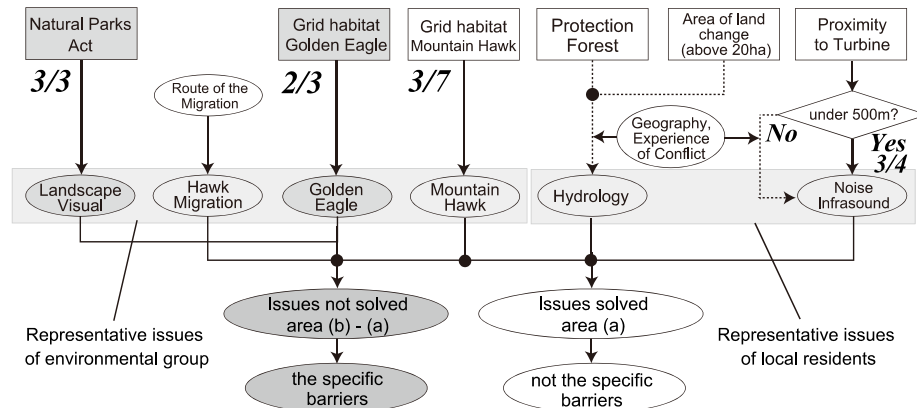 Natural Parks
Act
Grid habitat
Golden Eagle
Grid habitat
Mountain Hawk
Protection
Forest
Area of land
change
(above 20ha)
Proximity
to Turbine
3/3
Route of the
Migration
2/3
3/7
Geography,
Experience
of Conflict
under 500m?
No
Yes
3/4
Landscape
Visual
Hawk
Migration
Golden
Eagle
Mountain
Hawk
Hydrology
Noise
Infrasound
Representative issues
of environmental group
Issues not solved
area (b) - (a)
Issues solved
area (a)
Representative issues
of local residents
the specific
barriers
not the specific
barriers